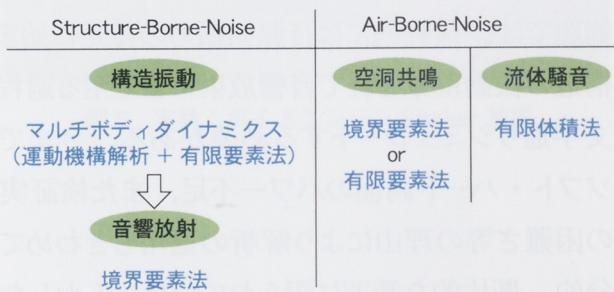 Structure-Borne-Noise
Air-Borne-Noise
構造振動
マルチボディダイナミクス
(運動機構解析 + 有限要素法)
音響放射
境界要素法
空洞共鳴
境界要素法
or
有限要素法
流体騒音
有限体積法